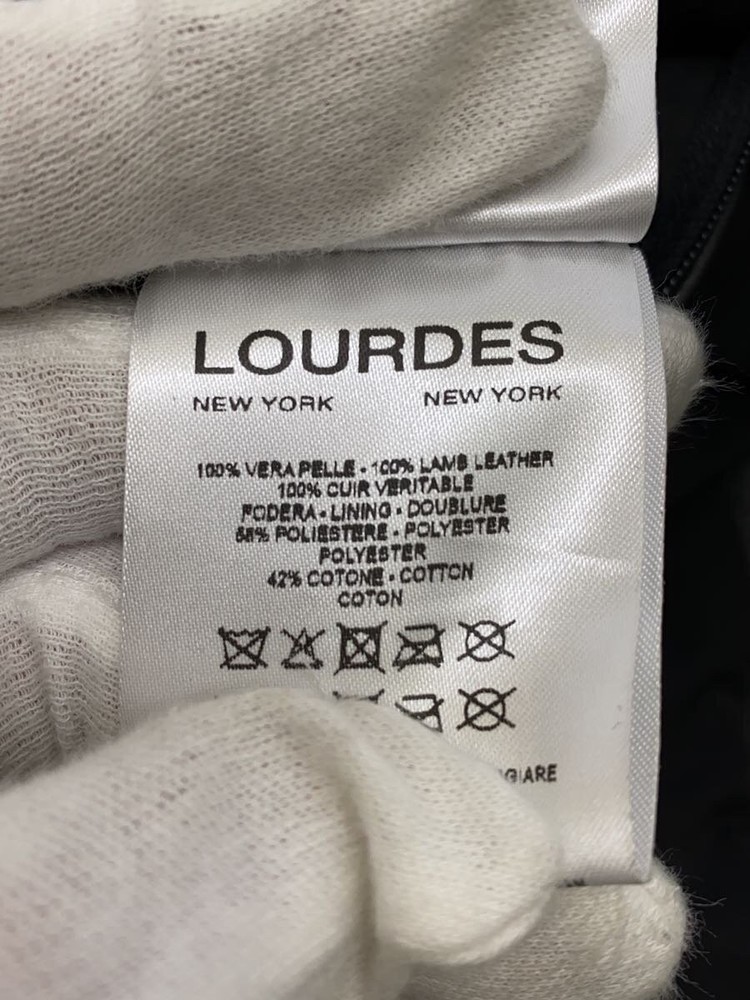 LOURDES
NEW YORK NEW YORK
100% VERA PELLE - 100% LAMB LEATHER
100% CUIR VERITABLE
FODERA - LINING - DOUBLURE
58% POLIESTERE - POLYESTER
POLYESTER
42% COTONE - COTTON
COTON